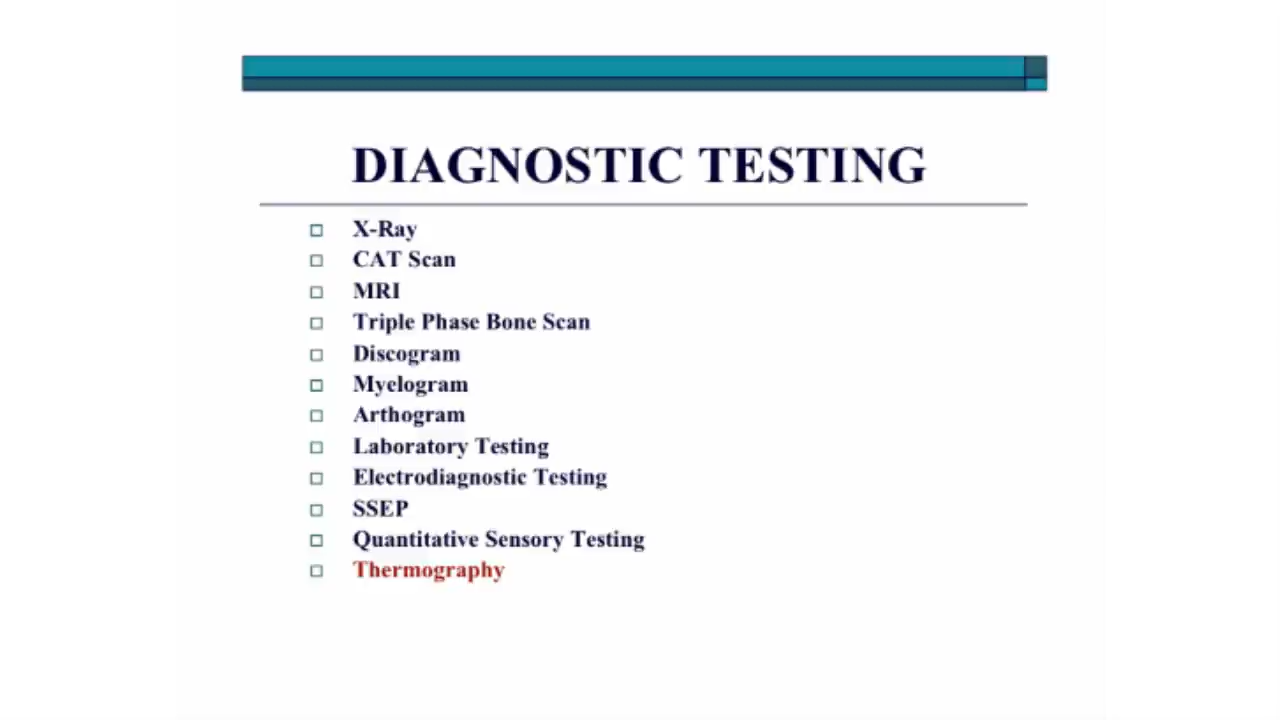 DIAGNOSTIC TESTING
X-Ray
CAT Scan
MRI
Triple Phase Bone Scan
Discogram
Myelogram
Arthogram
Laboratory Testing
Electrodiagnostic Testing
SSEP
Quantitative Sensory Testing
Thermography